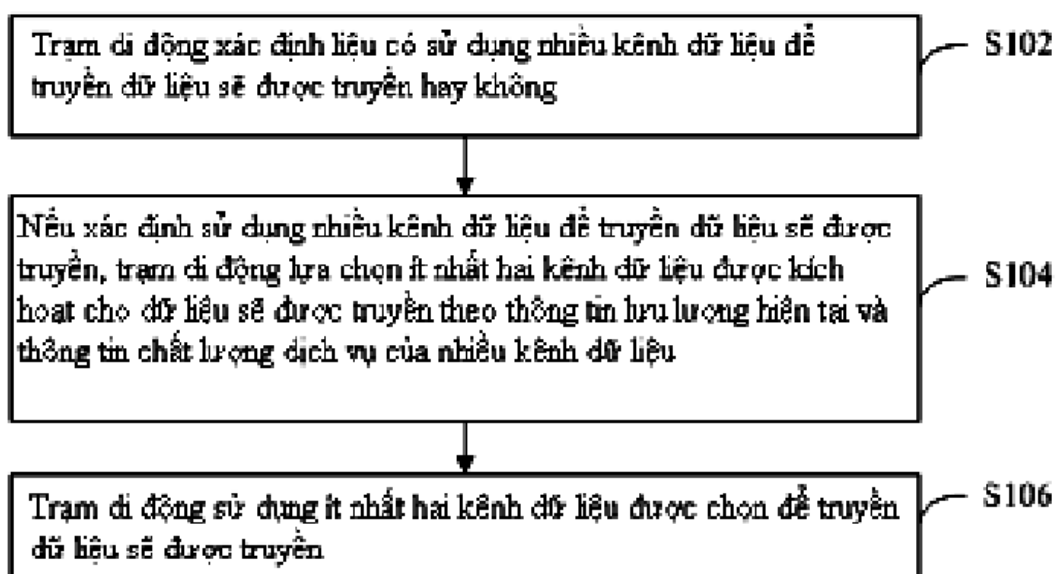 Trạm di động xác định liệu có sử dụng nhiều kênh dữ liệu để
truyền dữ liệu sẽ được truyền hay không
S102
Nếu xác định sử dụng nhiều kênh dữ liệu để truyền dữ liệu sẽ được
truyền, trạm di động lựa chọn ít nhất hai kênh dữ liệu được kích
hoạt cho dữ liệu sẽ được truyền theo thông tin lưu lượng hiện tại và
thông tin chất lượng dịch vụ của nhiều kênh dữ liệu
S104
Trạm di động sử dụng ít nhất hai kênh dữ liệu được chọn để truyền
dữ liệu sẽ được truyền
S106